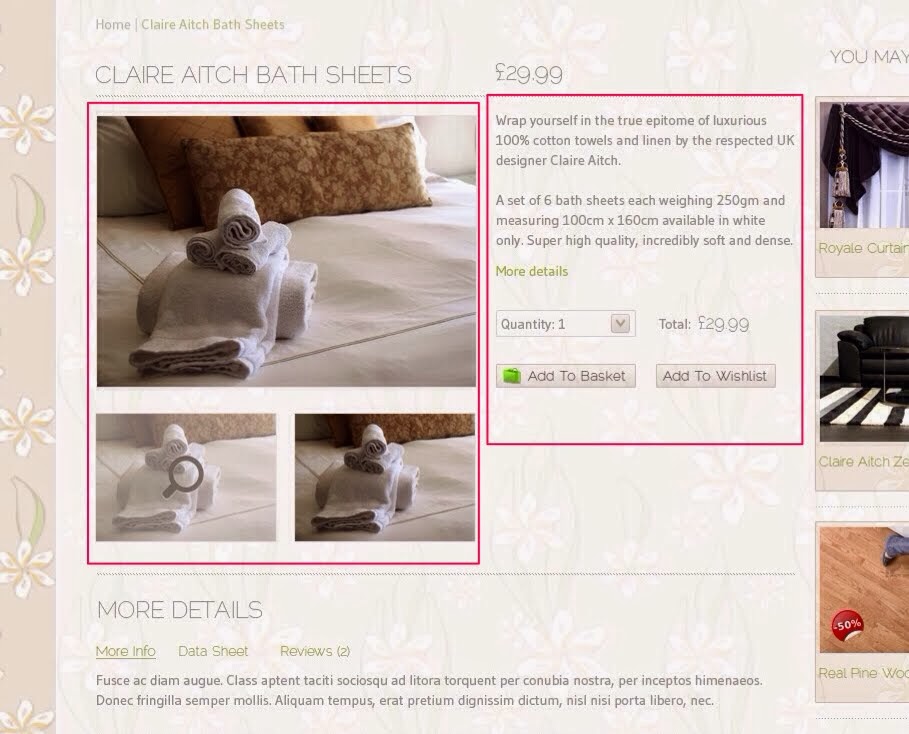 Home | Claire Aitch Bath Sheets
CLAIRE AITCH BATH SHEETS
£29.99
Wrap yourself in the true epitome of luxurious
100% cotton towels and linen by the respected UK
designer Claire Aitch.
A set of 6 bath sheets each weighing 250gm and
measuring 100cm x 160cm available in white
only. Super high quality, incredibly soft and dense.
More details
Quantity: 1
Total: £29.99
Add To Basket
Add To Wishlist
MORE DETAILS
More Info Data Sheet Reviews (2)
Fusce ac diam augue. Class aptent taciti sociosqu ad litora torquent per conubia nostra, per inceptos himenaeos.
Donec fringilla semper mollis. Aliquam tempus, erat pretium dignissim dictum, nisl nisi porta libero, nec.
YOU MAY
Royale Curtain
Claire Aitch Ze
-50%
Real Pine Woo